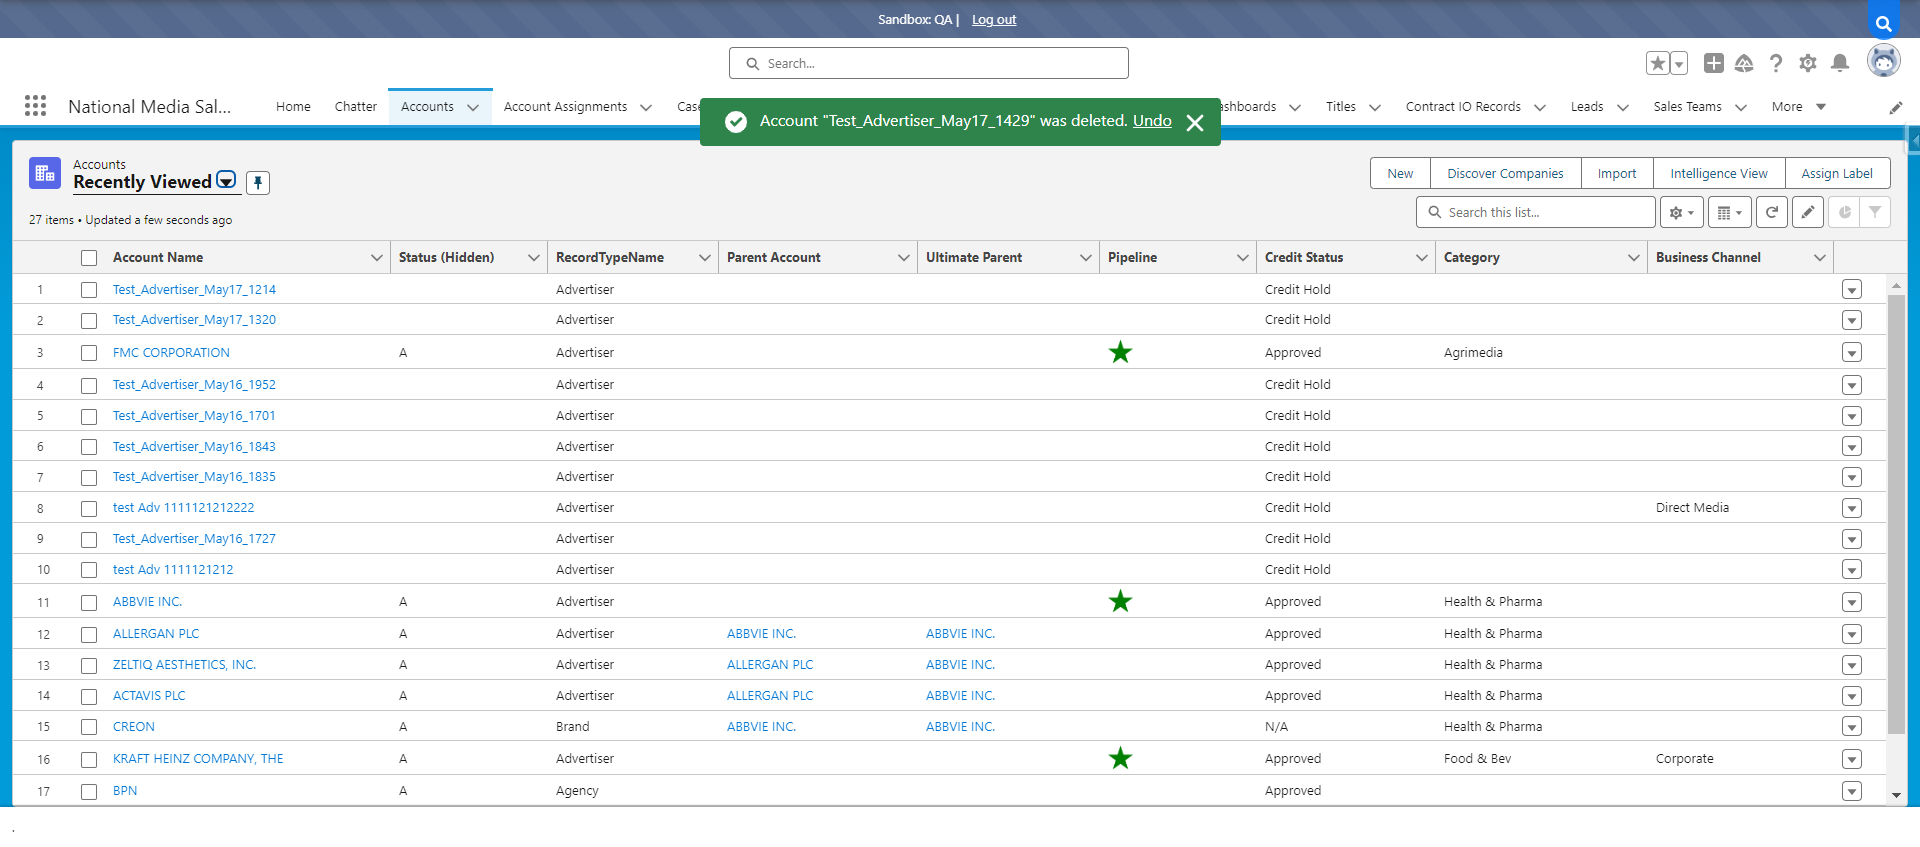 Sandbox: QA | Log out
Search...
National Media Sal...
Home Chatter Accounts Account Assignments Cas ashboards Titles Contract IO Records Leads Sales Teams More
Account "Test_Advertiser_May17_1429" was deleted. Undo
Accounts
Recently Viewed
New Discover Companies Import Intelligence View Assign Label
27 items • Updated a few seconds ago
Search this list...
Account Name Status (Hidden) RecordTypeName Parent Account Ultimate Parent Pipeline Credit Status Category Business Channel
1 Test_Advertiser_May17_1214 Advertiser Credit Hold
2 Test_Advertiser_May17_1320 Advertiser Credit Hold
3 FMC CORPORATION A Advertiser Approved Agrimedia
4 Test_Advertiser_May16_1952 Advertiser Credit Hold
5 Test_Advertiser_May16_1701 Advertiser Credit Hold
6 Test_Advertiser_May16_1843 Advertiser Credit Hold
7 Test_Advertiser_May16_1835 Advertiser Credit Hold
8 test Adv 1111121212222 Advertiser Credit Hold Direct Media
9 Test_Advertiser_May16_1727 Advertiser Credit Hold
10 test Adv 1111121212 Advertiser Credit Hold
11 ABBVIE INC. A Advertiser Approved Health & Pharma
12 ALLERGAN PLC A Advertiser ABBVIE INC. ABBVIE INC. Approved Health & Pharma
13 ZELTIQ AESTHETICS, INC. A Advertiser ALLERGAN PLC ABBVIE INC. Approved Health & Pharma
14 ACTAVIS PLC A Advertiser ALLERGAN PLC ABBVIE INC. Approved Health & Pharma
15 CREON A Brand ABBVIE INC. ABBVIE INC. N/A Health & Pharma
16 KRAFT HEINZ COMPANY, THE A Advertiser Approved Food & Bev Corporate
17 BPN A Agency Approved